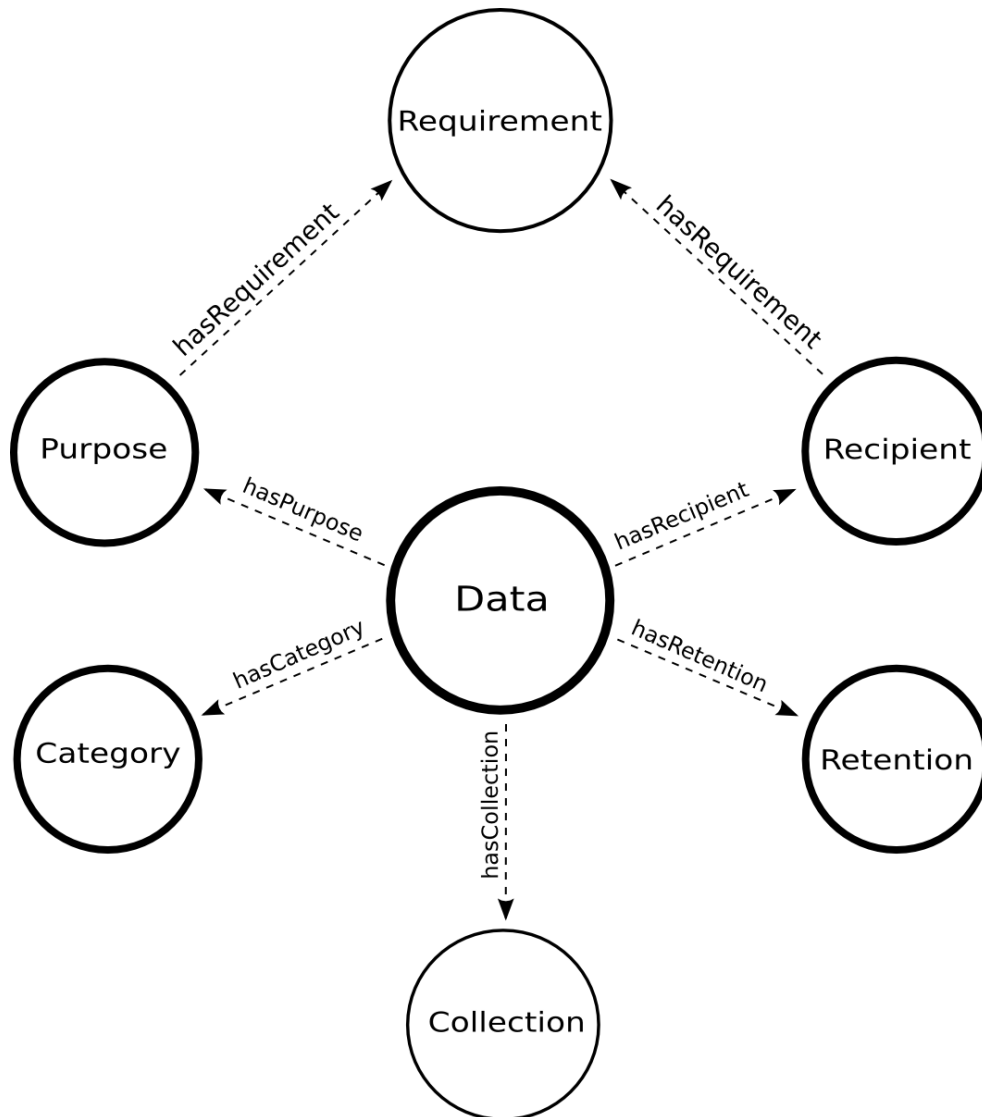 Requirement
hasRequirement
hasRequirement
Purpose
Recipient
hasPurpose
hasRecipient
Data
hasCategory
hasRetention
Category
Retention
hasCollection
Collection